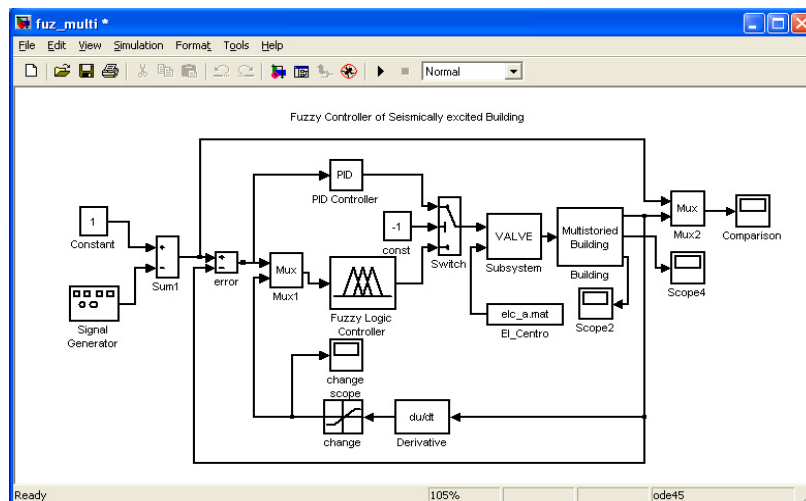 fuz_multi *
File Edit View Simulation Format Tools Help
Normal
Fuzzy Controller of Seismically excited Building
PID
PID Controller
1
Constant
-1
const
Switch
VALVE
Subsystem
Multistoried
Building
Building
Mux
Mux2
Comparison
Sum1
error
Mux
Mux1
Fuzzy Logic
Controller
Scope4
Signal
Generator
elc_a.mat
El_Centro
Scope2
change
scope
change
du/dt
Derivative
Ready
105%
ode45